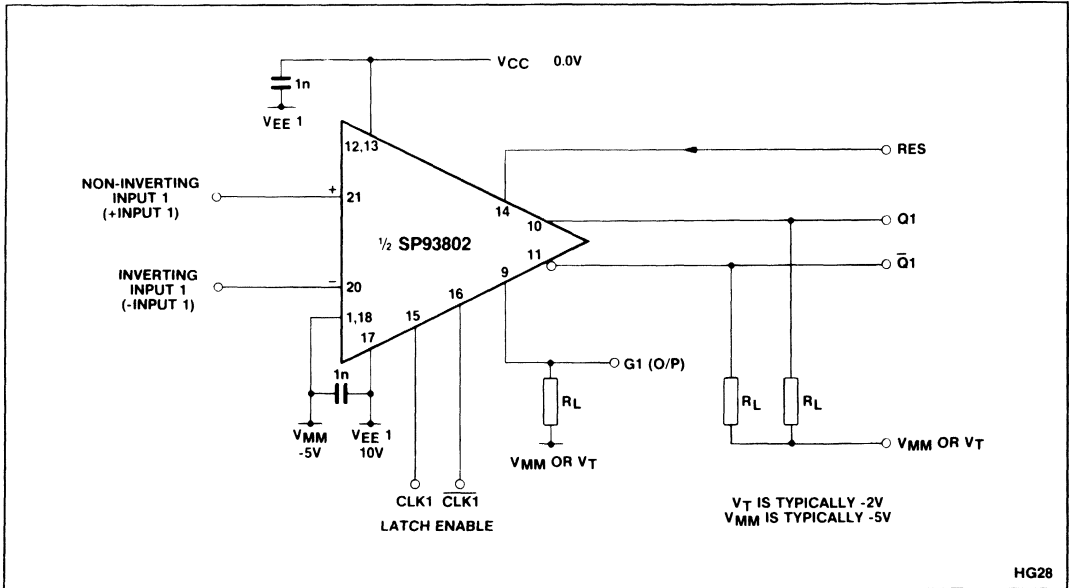 VCC 0.0V
1n
VEE 1
12,13
RES
NON-INVERTING
INPUT 1
(+INPUT 1)
+
21
14
10
Q1
½ SP93802
11
Q̅1
INVERTING
INPUT 1
(-INPUT 1)
−
20
9
16
1,18
15
17
G1 (O/P)
1n
RL
RL
RL
VMM
-5V
VEE 1
10V
VMM OR VT
VMM OR VT
CLK1
C̅L̅K̅1̅
LATCH ENABLE
VT IS TYPICALLY -2V
VMM IS TYPICALLY -5V
HG28